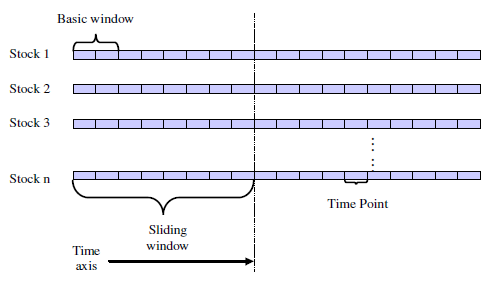 Basic window
Stock 1
Stock 2
Stock 3
Stock n
Time Point
Sliding
window
Time
axis